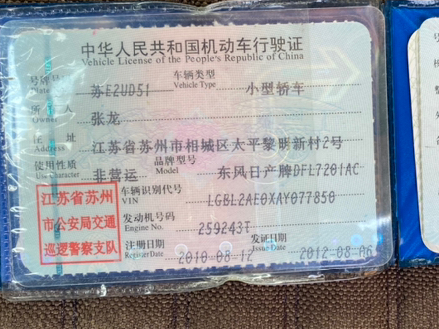 中华人民共和国机动车行驶证
Vehicle License of the People's Republic of China
号牌号
Plate
苏E2UD51
车辆类型
Vehicle Type
小型轿车
所 人
Owner
张龙
住 址
Address
江苏省苏州市相城区太平黎明新村2号
使用性质
Use Character
非营运
品牌型号
Model
东风日产牌DFL7201AC
江苏省苏州
市公安局交通
巡逻警察支队
车辆识别代号
VIN
LGBL2AE0XAY077850
发动机号码
Engine No.
259243T
注册日期
Register Date
2010-08-12
发证日期
Issue Date
2012-08-